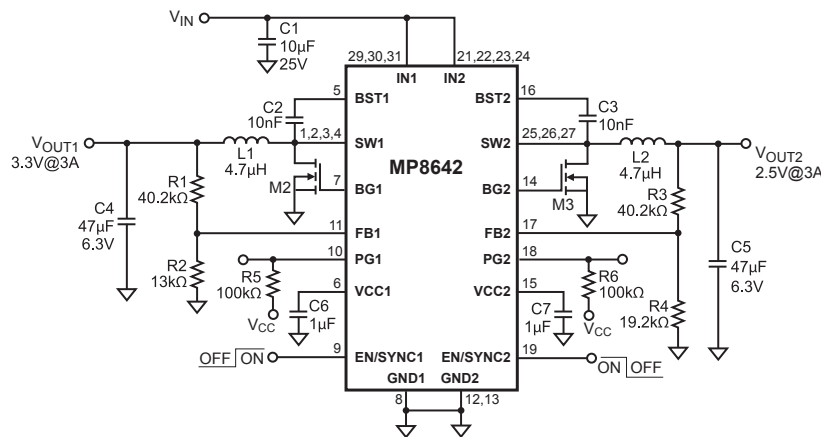 V_IN
C1
10μF
25V
29,30,31
21,22,23,24
IN1
IN2
5
BST1
C2
10nF
1,2,3,4
SW1
V_OUT1
3.3V@3A
L1
4.7μH
M2
7
BG1
R1
40.2kΩ
C4
47μF
6.3V
11
FB1
R2
13kΩ
10
PG1
R5
100kΩ
V_CC
6
VCC1
C6
1μF
OFF ON
9
EN/SYNC1
MP8642
16
BST2
C3
10nF
25,26,27
SW2
L2
4.7μH
V_OUT2
2.5V@3A
14
BG2
M3
R3
40.2kΩ
17
FB2
18
PG2
R6
100kΩ
V_CC
15
VCC2
C7
1μF
R4
19.2kΩ
C5
47μF
6.3V
19
EN/SYNC2
ON OFF
GND1
GND2
8
12,13